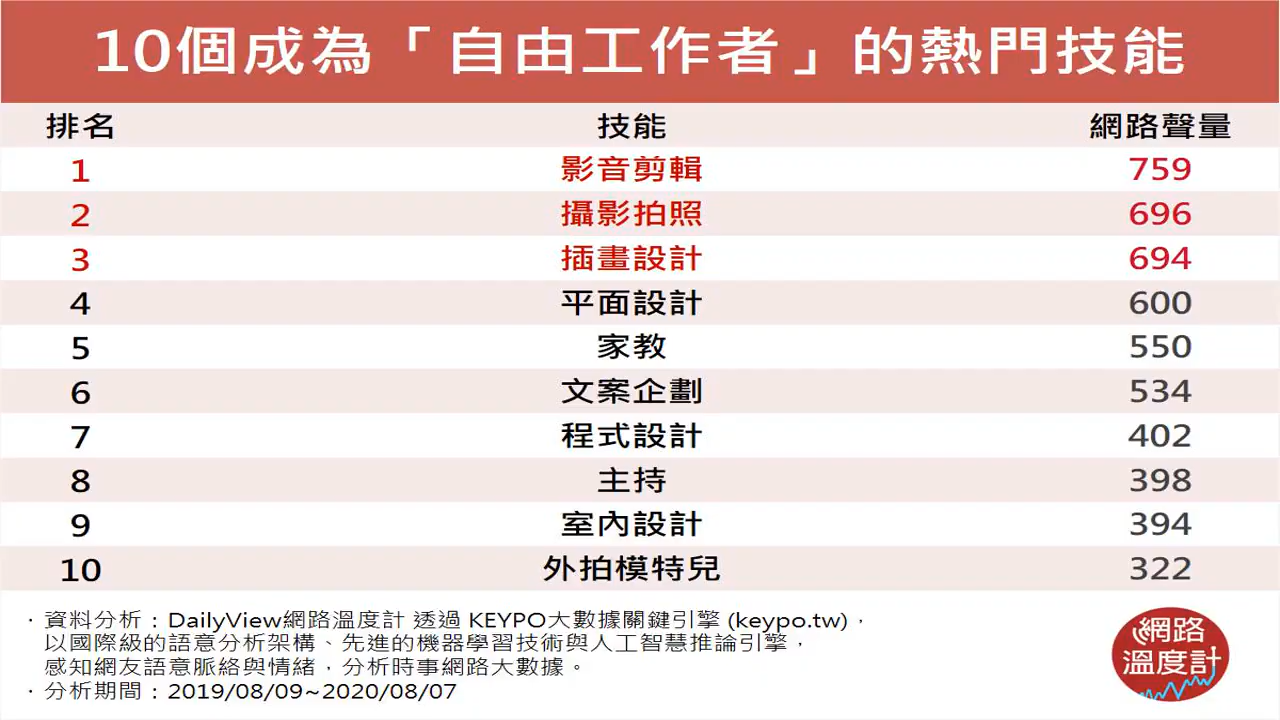 10個成為「自由工作者」的熱門技能
排名 技能 網路聲量
1 影音剪輯 759
2 攝影拍照 696
3 插畫設計 694
4 平面設計 600
5 家教 550
6 文案企劃 534
7 程式設計 402
8 主持 398
9 室內設計 394
10 外拍模特兒 322
．資料分析：DailyView網路溫度計 透過 KEYPO大數據關鍵引擎 (keypo.tw)，
以國際級的語意分析架構、先進的機器學習技術與人工智慧推論引擎，
感知網友語意脈絡與情緒，分析時事網路大數據。
．分析期間：2019/08/09~2020/08/07
網路
溫度計